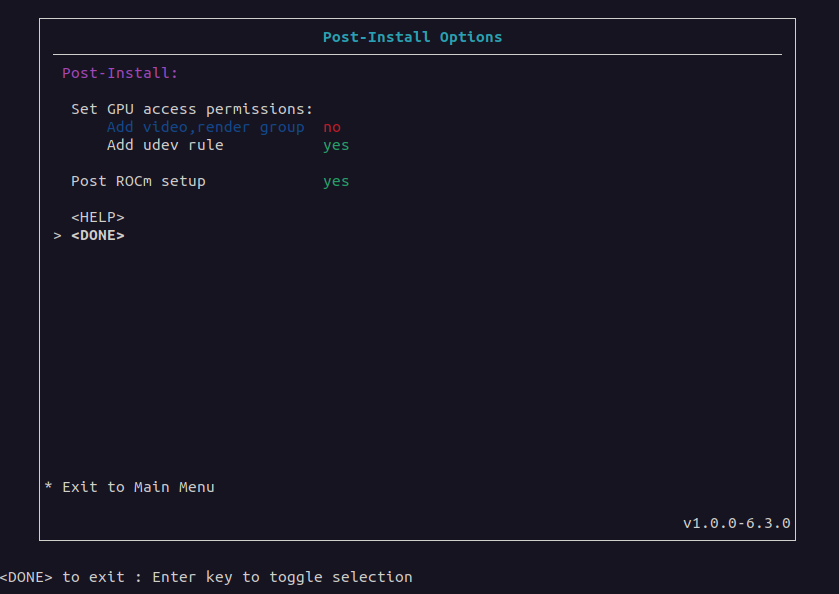 Post-Install Options
Post-Install:
Set GPU access permissions:
Add video,render group no
Add udev rule yes
Post ROCm setup yes
<HELP>
> <DONE>
* Exit to Main Menu
v1.0.0-6.3.0
<DONE> to exit : Enter key to toggle selection